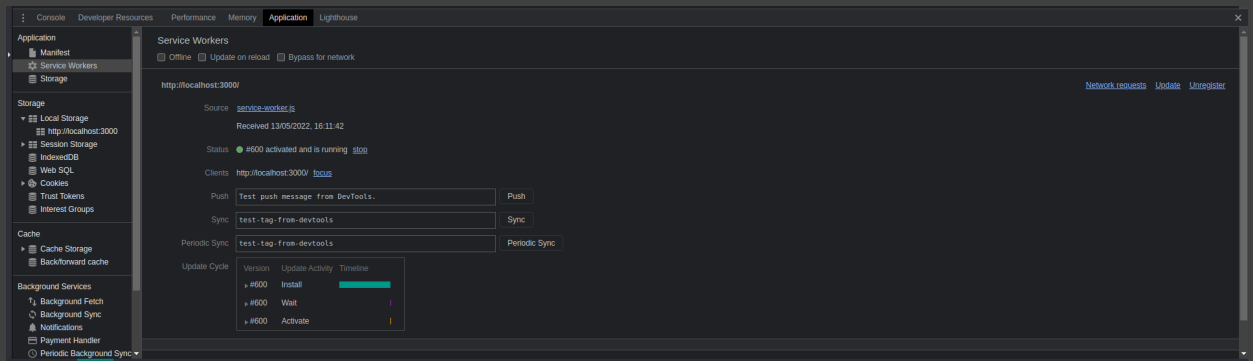 Console Developer Resources Performance Memory Application Lighthouse
Application
Manifest
Service Workers
Storage
Storage
Local Storage
http://localhost:3000
Session Storage
IndexedDB
Web SQL
Cookies
Trust Tokens
Interest Groups
Cache
Cache Storage
Back/forward cache
Background Services
Background Fetch
Background Sync
Notifications
Payment Handler
Periodic Background Sync
Service Workers
Offline Update on reload Bypass for network
http://localhost:3000/ Network requests Update Unregister
Source service-worker.js
Received 13/05/2022, 16:11:42
Status #600 activated and is running stop
Clients http://localhost:3000/ focus
Push Test push message from DevTools. Push
Sync test-tag-from-devtools Sync
Periodic Sync test-tag-from-devtools Periodic Sync
Update Cycle Version Update Activity Timeline
#600 Install
#600 Wait
#600 Activate